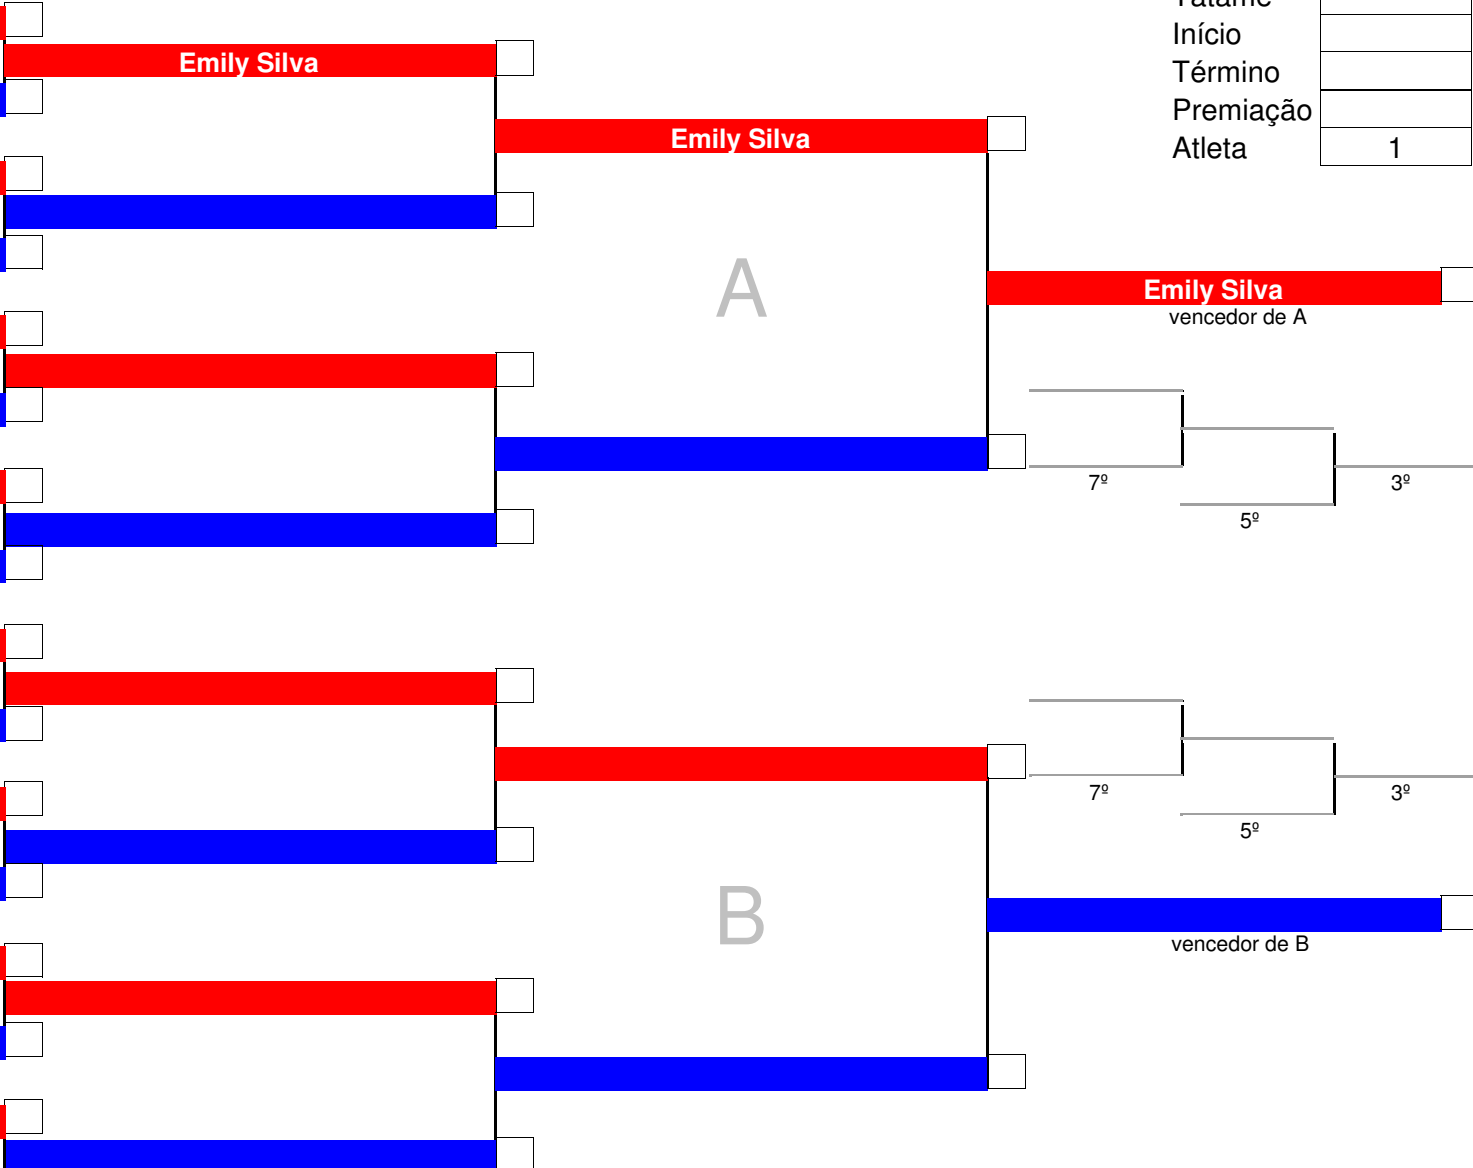 Tatame
Início
Término
Premiação
Atleta 1
Emily Silva
Emily Silva
A
Emily Silva
vencedor de A
7º
3º
5º
7º
3º
5º
B
vencedor de B